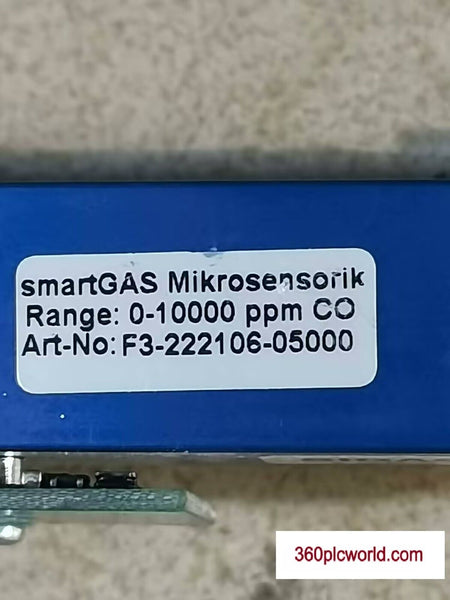 smartGAS Mikrosensorik
Range: 0-10000 ppm CO
Art-No: F3-222106-05000
360plcworld.com